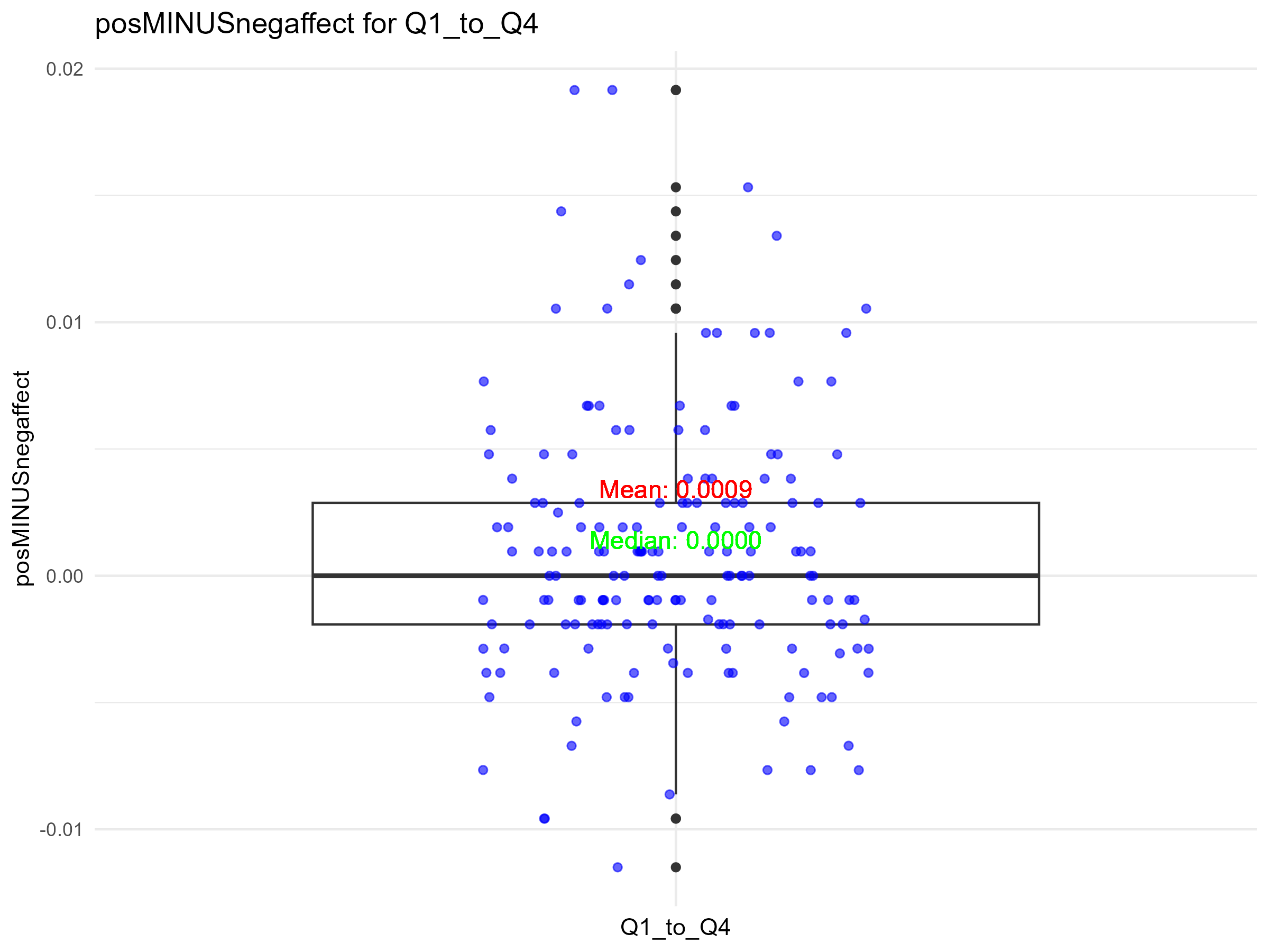 posMINUSnegaffect for Q1_to_Q4
0.02
0.01
0.00
-0.01
posMINUSnegaffect
Mean: 0.0009
Median: 0.0000
Q1_to_Q4